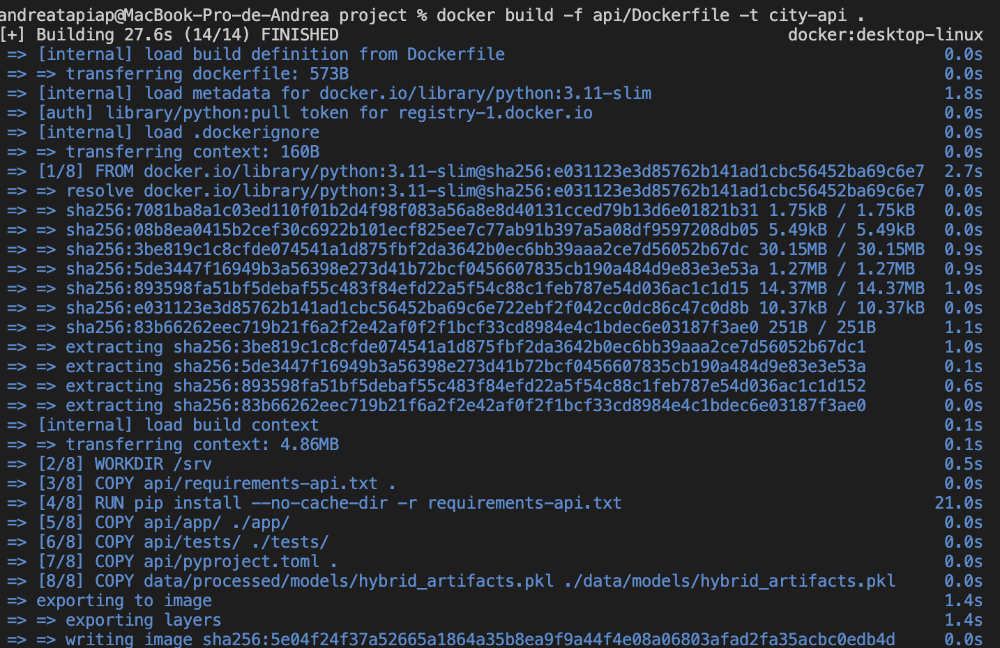 andreatapiap@MacBook-Pro-de-Andrea project % docker build -f api/Dockerfile -t city-api .
[+] Building 27.6s (14/14) FINISHED docker:desktop-linux
=> [internal] load build definition from Dockerfile 0.0s
=> => transferring dockerfile: 573B 0.0s
=> [internal] load metadata for docker.io/library/python:3.11-slim 1.8s
=> [auth] library/python:pull token for registry-1.docker.io 0.0s
=> [internal] load .dockerignore 0.0s
=> => transferring context: 160B 0.0s
=> [1/8] FROM docker.io/library/python:3.11-slim@sha256:e031123e3d85762b141ad1cbc56452ba69c6e7 2.7s
=> => resolve docker.io/library/python:3.11-slim@sha256:e031123e3d85762b141ad1cbc56452ba69c6e7 0.0s
=> => sha256:7081ba8a1c03ed110f01b2d4f98f083a56a8e8d40131cced79b13d6e01821b31 1.75kB / 1.75kB 0.0s
=> => sha256:08b8ea0415b2cef30c6922b101ecf825ee7c77ab91b397a5a08df9597208db05 5.49kB / 5.49kB 0.0s
=> => sha256:3be819c1c8cfde074541a1d875fbf2da3642b0ec6bb39aaa2ce7d56052b67dc 30.15MB / 30.15MB 0.9s
=> => sha256:5de3447f16949b3a56398e273d41b72bcf0456607835cb190a484d9e83e3e53a 1.27MB / 1.27MB 0.9s
=> => sha256:893598fa51bf5debaf55c483f84efd22a5f54c88c1feb787e54d036ac1c1d15 14.37MB / 14.37MB 1.0s
=> => sha256:e031123e3d85762b141ad1cbc56452ba69c6e722ebf2f042cc0dc86c47c0d8b 10.37kB / 10.37kB 0.0s
=> => sha256:83b66262eec719b21f6a2f2e42af0f2f1bcf33cd8984e4c1bdec6e03187f3ae0 251B / 251B 1.1s
=> => extracting sha256:3be819c1c8cfde074541a1d875fbf2da3642b0ec6bb39aaa2ce7d56052b67dc1 1.0s
=> => extracting sha256:5de3447f16949b3a56398e273d41b72bcf0456607835cb190a484d9e83e3e53a 0.1s
=> => extracting sha256:893598fa51bf5debaf55c483f84efd22a5f54c88c1feb787e54d036ac1c1d152 0.6s
=> => extracting sha256:83b66262eec719b21f6a2f2e42af0f2f1bcf33cd8984e4c1bdec6e03187f3ae0 0.0s
=> [internal] load build context 0.1s
=> => transferring context: 4.86MB 0.1s
=> [2/8] WORKDIR /srv 0.5s
=> [3/8] COPY api/requirements-api.txt . 0.0s
=> [4/8] RUN pip install --no-cache-dir -r requirements-api.txt 21.0s
=> [5/8] COPY api/app/ ./app/ 0.0s
=> [6/8] COPY api/tests/ ./tests/ 0.0s
=> [7/8] COPY api/pyproject.toml . 0.0s
=> [8/8] COPY data/processed/models/hybrid_artifacts.pkl ./data/models/hybrid_artifacts.pkl 0.0s
=> exporting to image 1.4s
=> => exporting layers 1.4s
=> => writing image sha256:5e04f24f37a52665a1864a35b8ea9f9a44f4e08a06803afad2fa35acbc0edb4d 0.0s